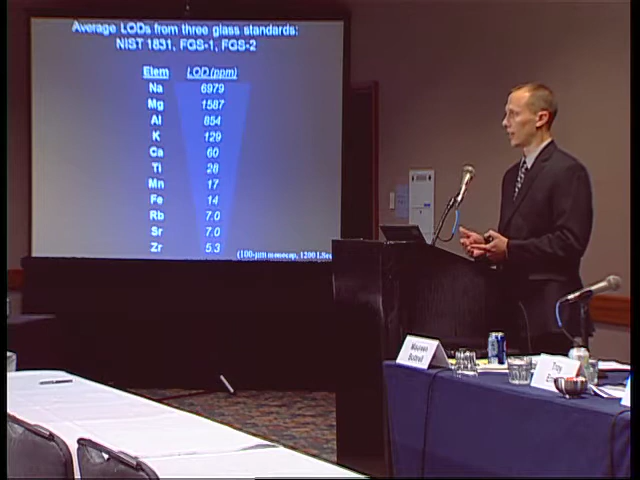 Average LODs from three glass standards:
NIST 1831, FGS-1, FGS-2
Elem LOD (ppm)
Na 6979
Mg 1587
Al 854
K 129
Ca 60
Ti 28
Mn 17
Fe 14
Rb 7.0
Sr 7.0
Zr 5.3
(100-μm monocap, 1200 LSec
Maureen
Bottrell
Troy